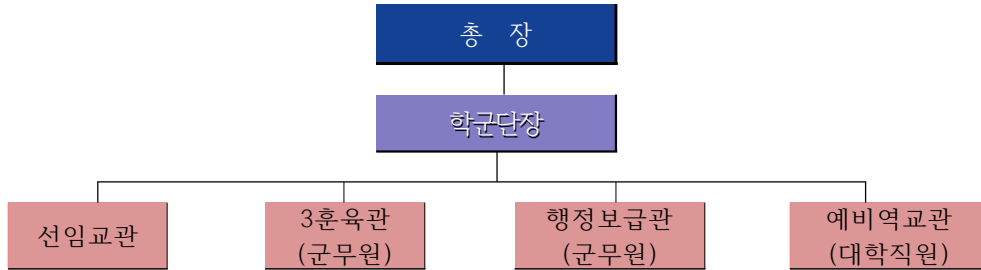 총 장
학군단장
선임교관
3훈육관
(군무원)
행정보급관
(군무원)
예비역교관
(대학직원)